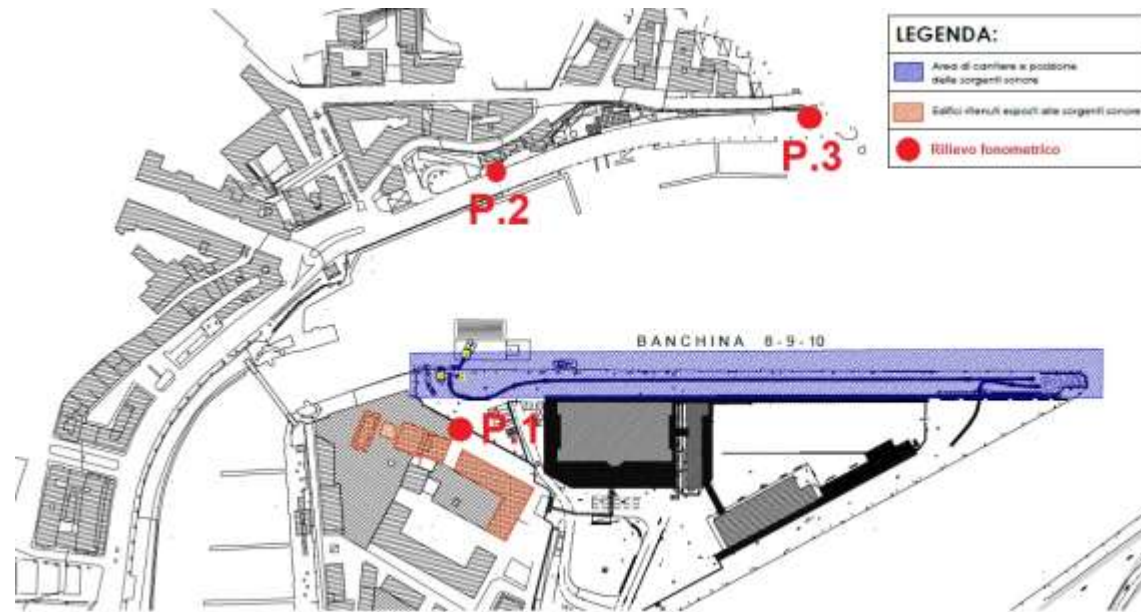 LEGENDA:
Area di cantiere e posizione
delle sorgenti sonore
Edifici ritenuti esposti alle sorgenti sonore
Rilievo fonometrico
P.3
P.2
BANCHINA 8-9-10
P.1